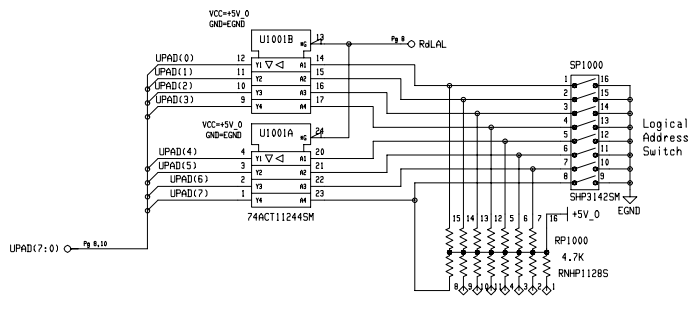 VCC=+5V_0
GND=EGND
U1001B
13
*G
Pg 8
RdLAL
UPAD(0) 12 Y1 A1 14
UPAD(1) 11 Y2 A2 15
UPAD(2) 10 Y3 A3 16
UPAD(3) 9 Y4 A4 17
VCC=+5V_0
GND=EGND
U1001A
24
*G
UPAD(4) 4 Y1 A1 20
UPAD(5) 3 Y2 A2 21
UPAD(6) 2 Y3 A3 22
UPAD(7) 1 Y4 A4 23
74ACT11244SM
UPAD(7:0) Pg 8,10
SP1000
1 16
2 15
3 14
4 13
5 12
6 11
7 10
8 9
SHP3142SM
Logical
Address
Switch
EGND
15 14 13 12 5 6 7 16
+5V_0
RP1000
4.7K
RNHP1128S
8 9 10 11 4 3 2 1